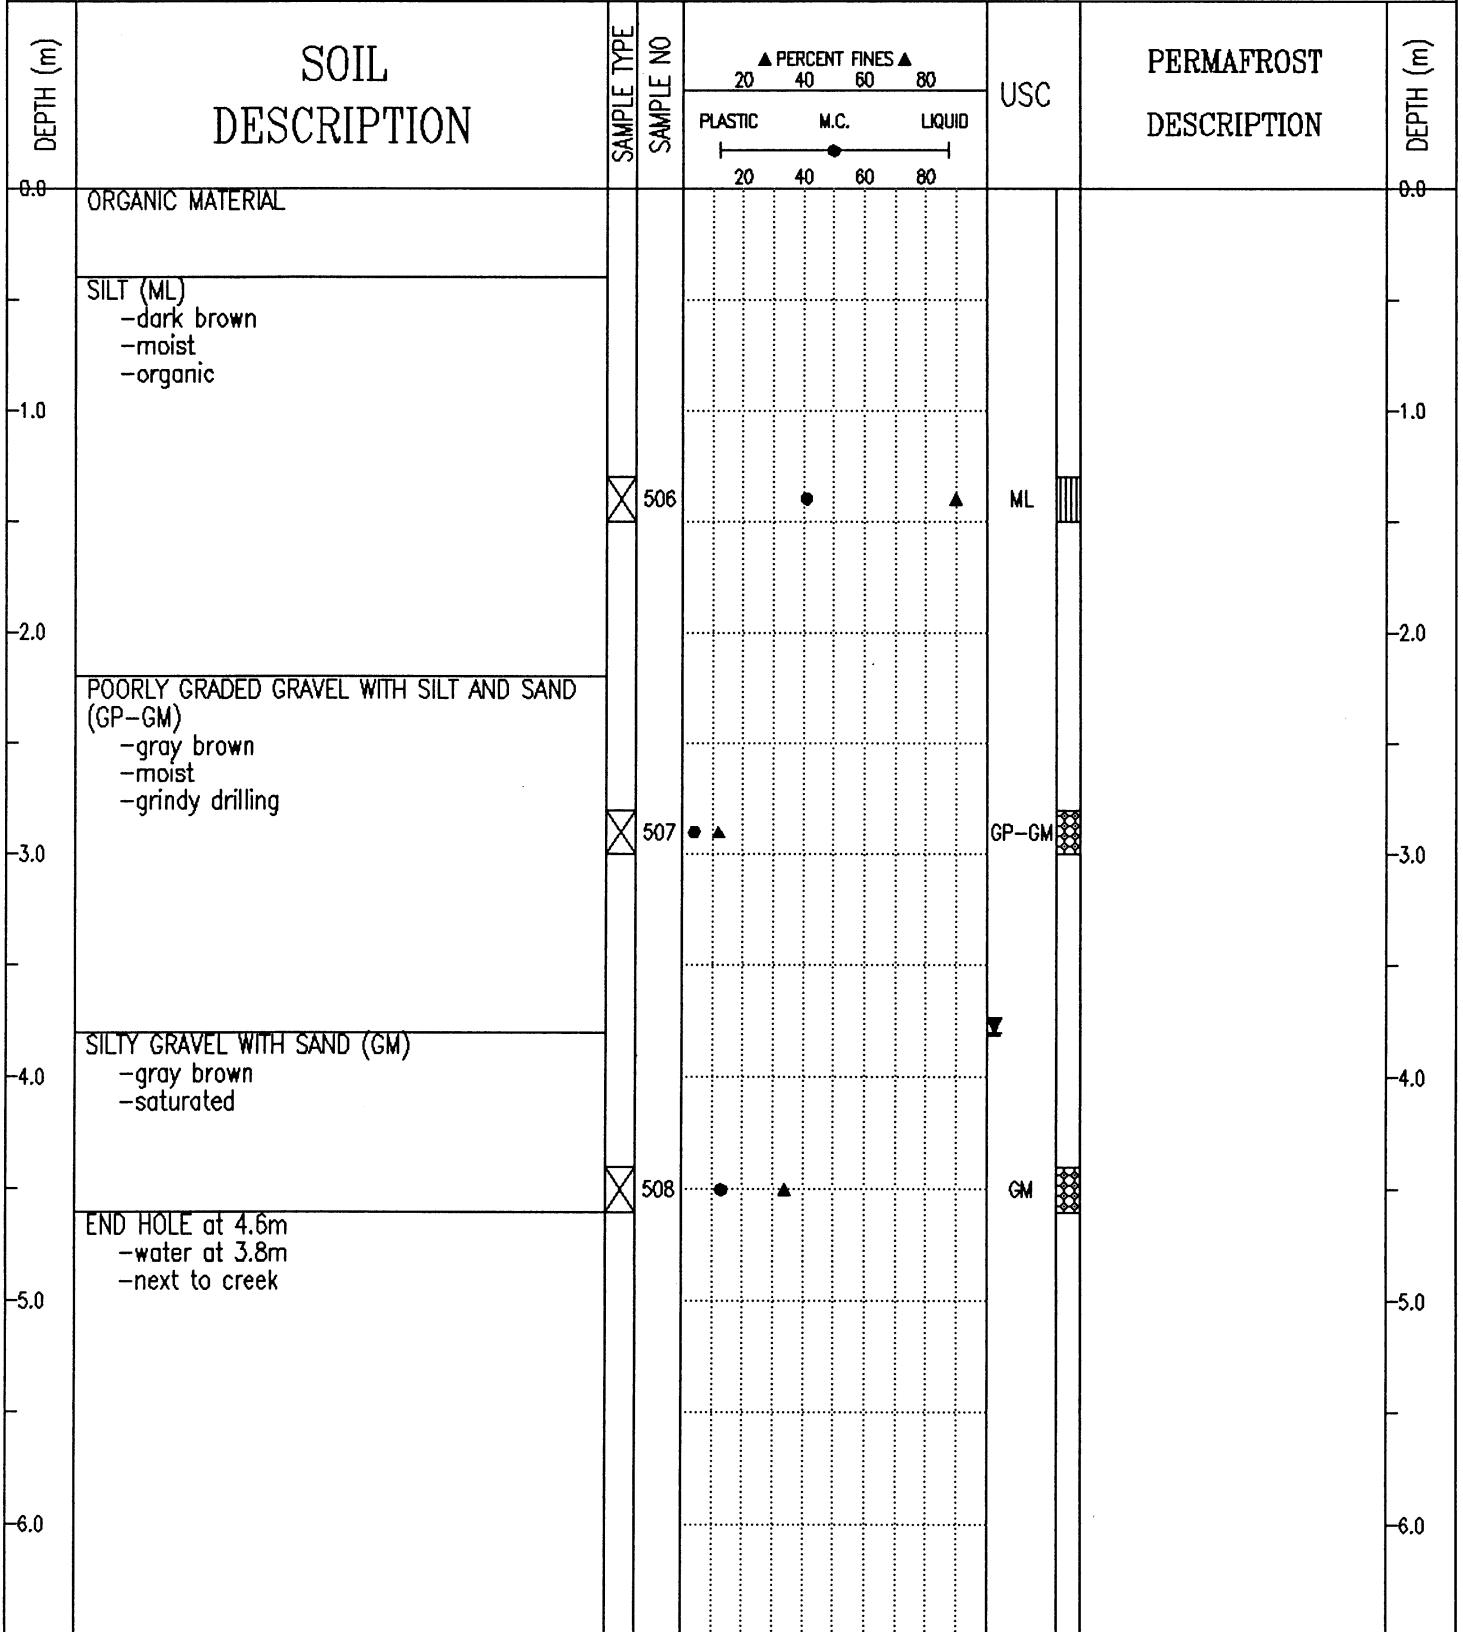 DEPTH (m)
SOIL
DESCRIPTION
SAMPLE TYPE
SAMPLE NO
▲ PERCENT FINES ▲
20 40 60 80
PLASTIC M.C. LIQUID
20 40 60 80
USC
PERMAFROST
DESCRIPTION
DEPTH (m)
0.0 0.0
ORGANIC MATERIAL
SILT (ML)
-dark brown
-moist
-organic
1.0 1.0
506 ML
2.0 2.0
POORLY GRADED GRAVEL WITH SILT AND SAND
(GP-GM)
-gray brown
-moist
-grindy drilling
507 GP-GM
3.0 3.0
SILTY GRAVEL WITH SAND (GM)
-gray brown
4.0 4.0
-saturated
508 GM
END HOLE at 4.6m
-water at 3.8m
-next to creek
5.0 5.0
6.0 6.0